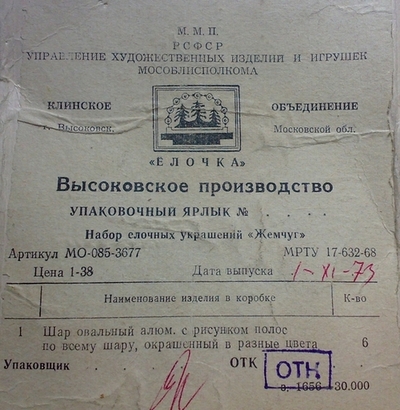 М. М. П.
РСФСР
УПРАВЛЕНИЕ ХУДОЖЕСТВЕННЫХ ИЗДЕЛИЙ И ИГРУШЕК
МОСОБЛИСПОЛКОМА
КЛИНСКОЕ ОБЪЕДИНЕНИЕ
г. Высоковск, Московской обл.
«ЕЛОЧКА»
Высоковское производство
УПАКОВОЧНЫЙ ЯРЛЫК № . . . .
Набор елочных украшений «Жемчуг»
Артикул МО-085-3677 МРТУ 17-632-68
Цена 1-38 Дата выпуска 1-XI-73
Наименование изделия в коробке К-во
1 Шар овальный алюм. с рисунком полос
по всему шару, окрашенный в разные цвета 6
Упаковщик . . . ОТК ОТК
з. 1656—30.000